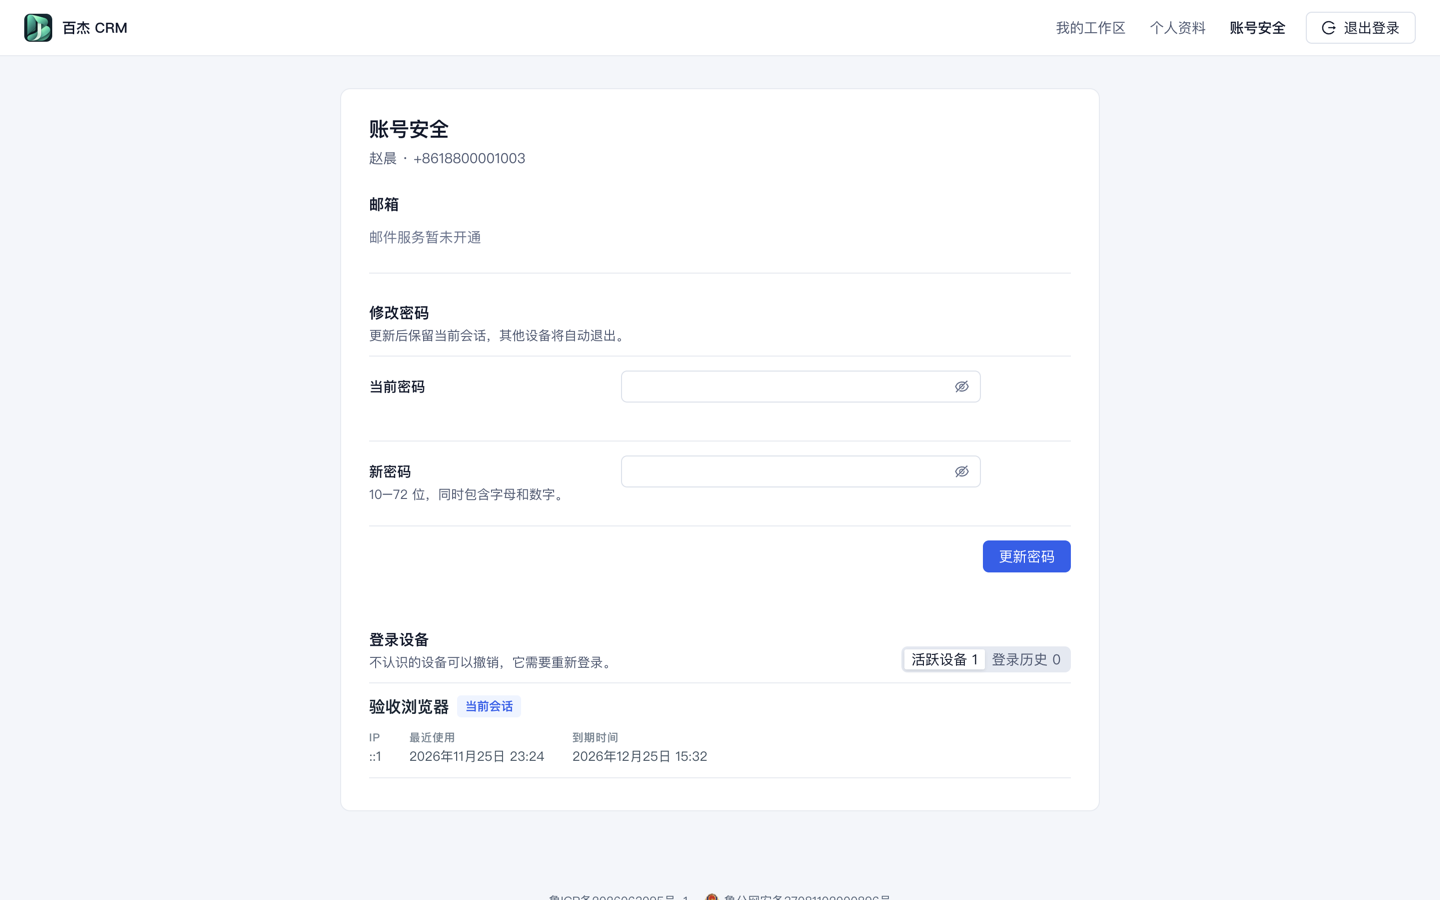 百杰 CRM
我的工作区 个人资料 账号安全 退出登录
账号安全
赵晨 · +8618800001003
邮箱
邮件服务暂未开通
修改密码
更新后保留当前会话，其他设备将自动退出。
当前密码
新密码
10–72 位，同时包含字母和数字。
更新密码
登录设备
不认识的设备可以撤销，它需要重新登录。
活跃设备 1 登录历史 0
验收浏览器 当前会话
IP 最近使用 到期时间
::1 2026年11月25日 23:24 2026年12月25日 15:32